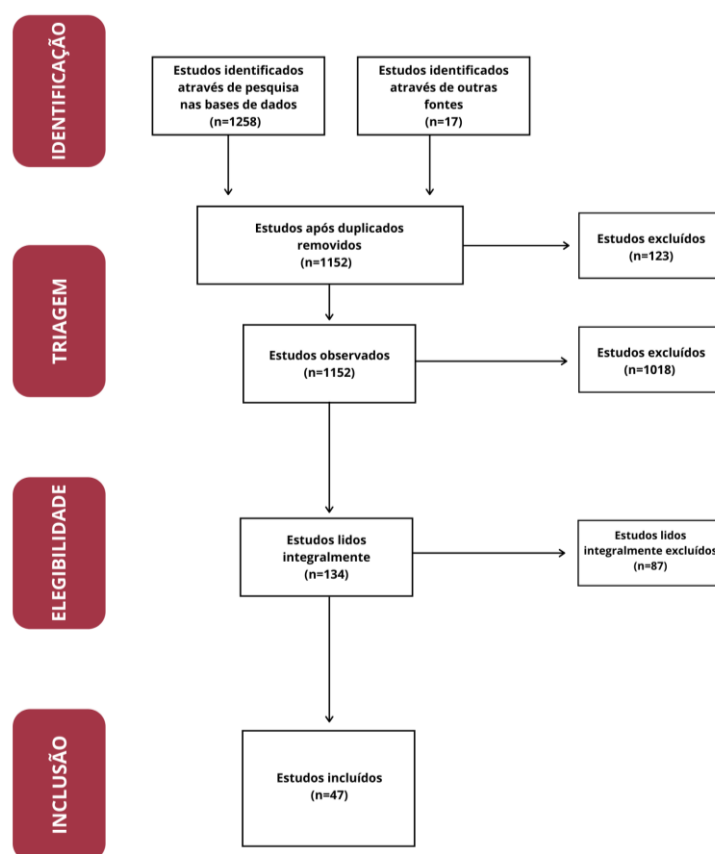 IDENTIFICAÇÃO
Estudos identificados
através de pesquisa
nas bases de dados
(n=1258)
Estudos identificados
através de outras
fontes
(n=17)
TRIAGEM
Estudos após duplicados
removidos
(n=1152)
Estudos excluídos
(n=123)
Estudos observados
(n=1152)
Estudos excluídos
(n=1018)
ELEGIBILIDADE
Estudos lidos
integralmente
(n=134)
Estudos lidos
integralmente excluídos
(n=87)
INCLUSÃO
Estudos incluídos
(n=47)